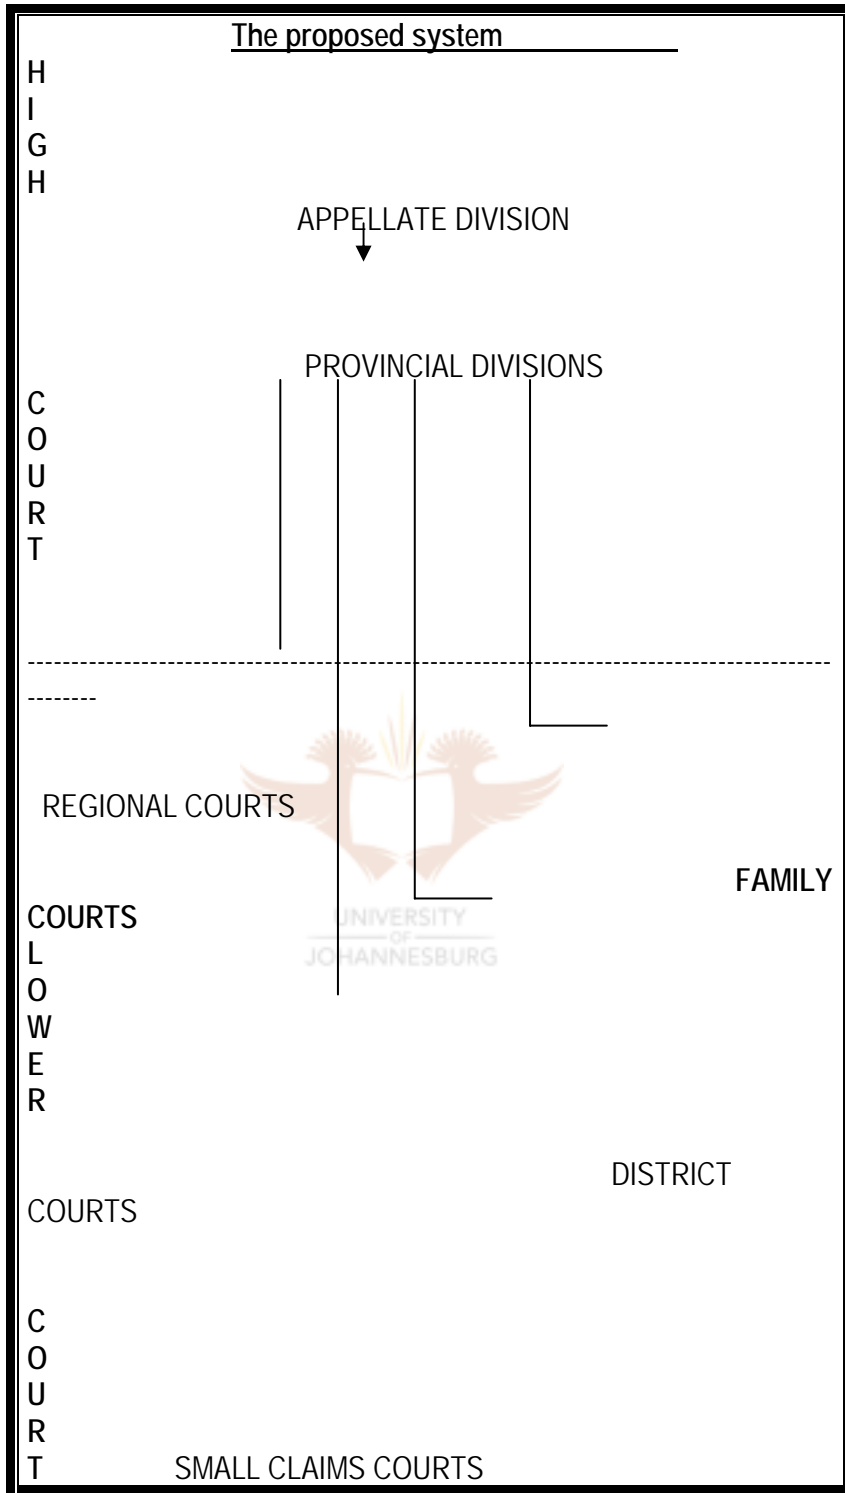 The proposed system
H
I
G
H
APPELLATE DIVISION
PROVINCIAL DIVISIONS
C
O
U
R
T
--------------------------------------------------------------------------------------------
--------
REGIONAL COURTS
FAMILY
COURTS
UNIVERSITY
OF
JOHANNESBURG
L
O
W
E
R
DISTRICT
COURTS
C
O
U
R
T SMALL CLAIMS COURTS